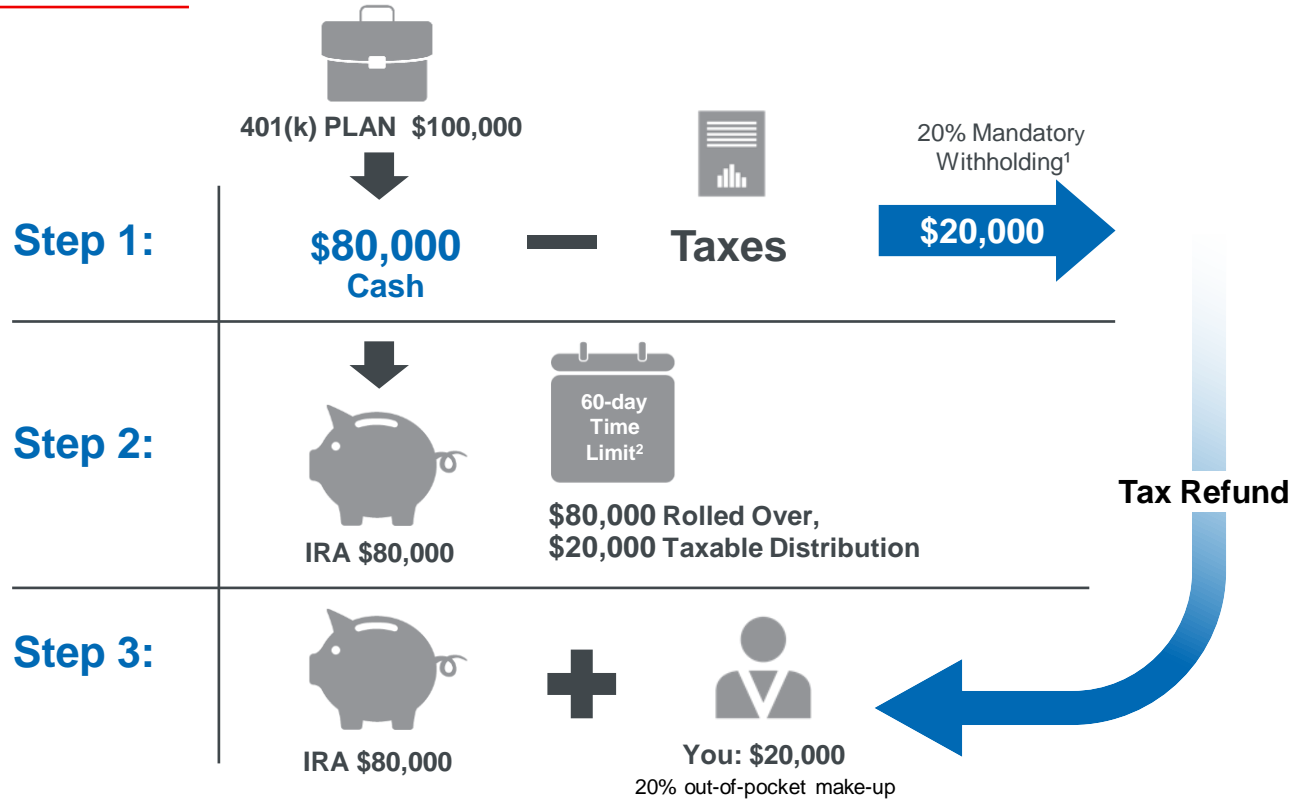 401(k) PLAN $100,000
20% Mandatory
Withholding¹
Step 1:
$80,000
Cash
Taxes
$20,000
Step 2:
60-day
Time
Limit²
IRA $80,000
$80,000 Rolled Over,
$20,000 Taxable Distribution
Tax Refund
Step 3:
IRA $80,000
You: $20,000
20% out-of-pocket make-up